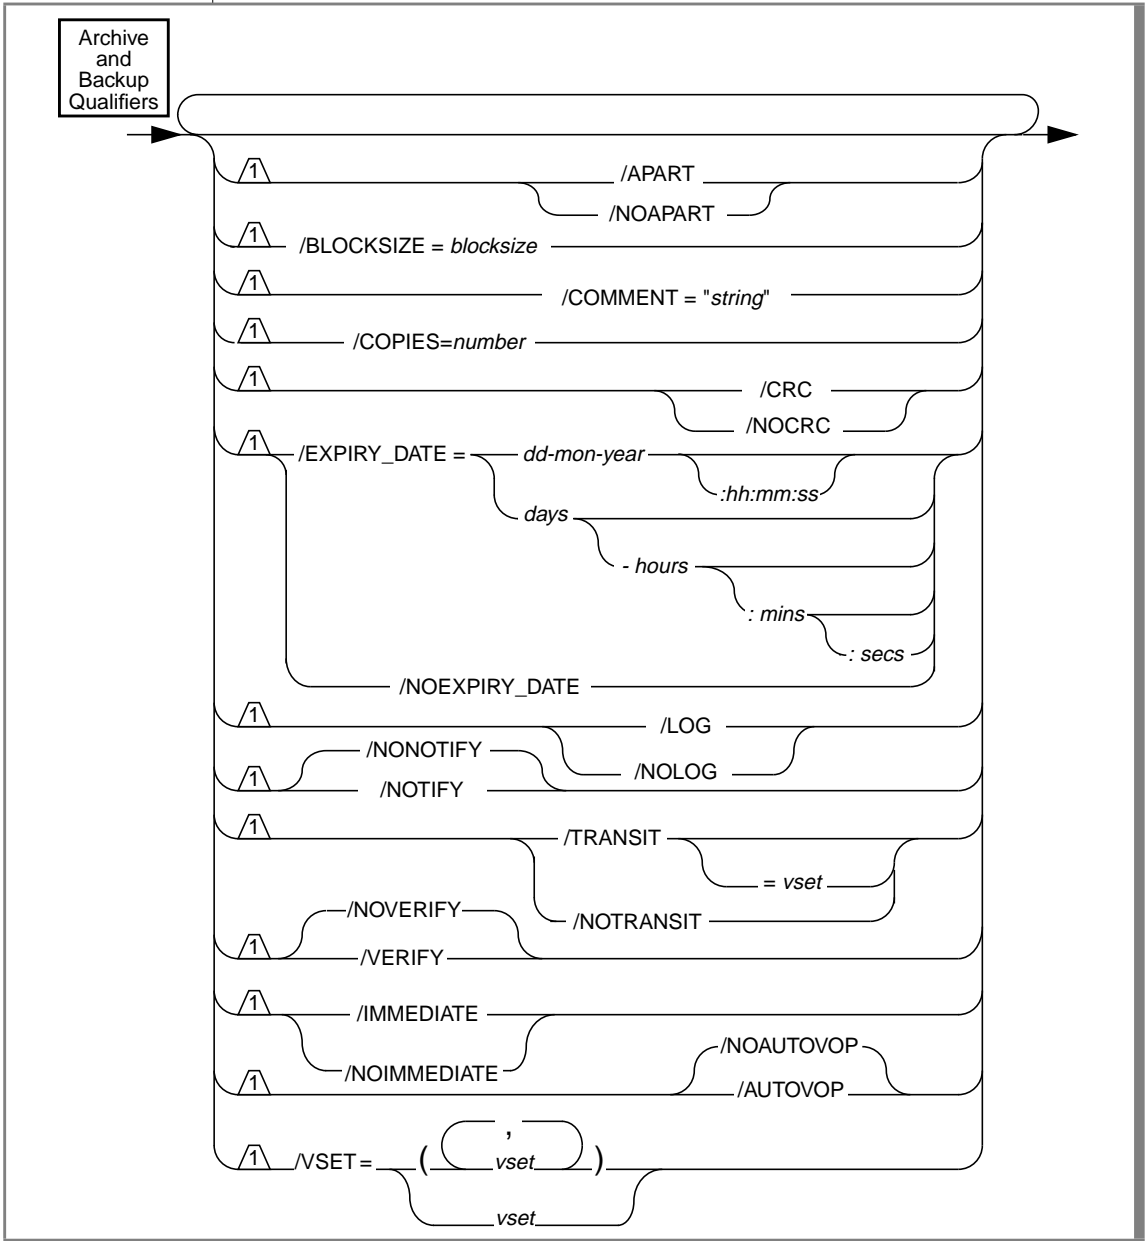 Archive
and
Backup
Qualifiers
1
/APART
/NOAPART
1
/BLOCKSIZE = blocksize
1
/COMMENT = "string"
1
/COPIES=number
1
/CRC
/NOCRC
1
/EXPIRY_DATE = dd-mon-year
:hh:mm:ss
days
- hours
: mins
: secs
/NOEXPIRY_DATE
1
/LOG
/NOLOG
/NONOTIFY
1
/NOTIFY
1
/TRANSIT
= vset
/NOTRANSIT
/NOVERIFY
1
/VERIFY
1
/IMMEDIATE
/NOIMMEDIATE
/NOAUTOVOP
1
/AUTOVOP
,
1
/VSET= ( vset )
vset